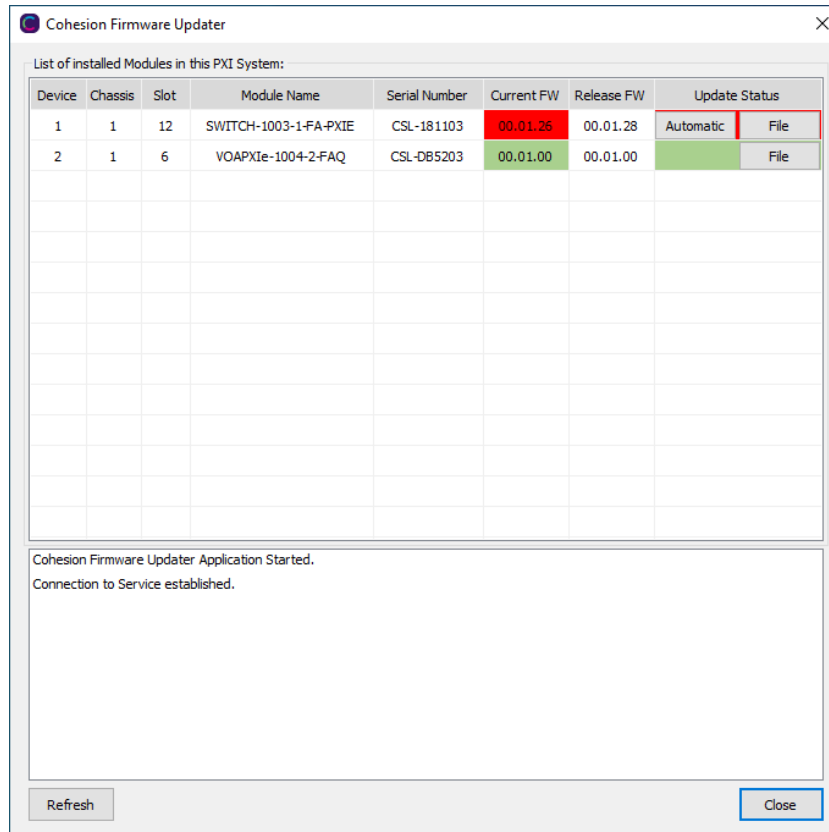 Cohesion Firmware Updater
List of installed Modules in this PXI System:
Device Chassis Slot Module Name Serial Number Current FW Release FW Update Status
1 1 12 SWITCH-1003-1-FA-PXIE CSL-181103 00.01.26 00.01.28 Automatic File
2 1 6 VOAPXIe-1004-2-FAQ CSL-DB5203 00.01.00 00.01.00 File
Cohesion Firmware Updater Application Started.
Connection to Service established.
Refresh Close